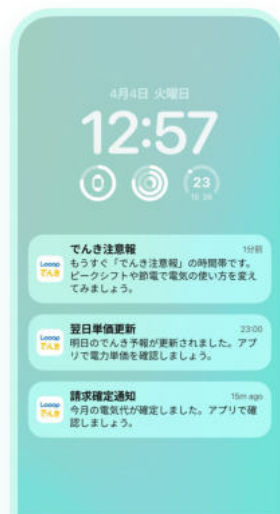 4月4日 火曜日
12:57
23
でんき注意報
1分前
もうすぐ「でんき注意報」の時間帯です。
ピークシフトや節電で電気の使い方を変え
てみましょう。
Looop
でんき
翌日単価更新
23:00
明日のでんき予報が更新されました。アプ
リで電力単価を確認しましょう。
Looop
でんき
請求確定通知
15m ago
今月の電気代が確定しました。アプリで確
認しましょう。
Looop
でんき